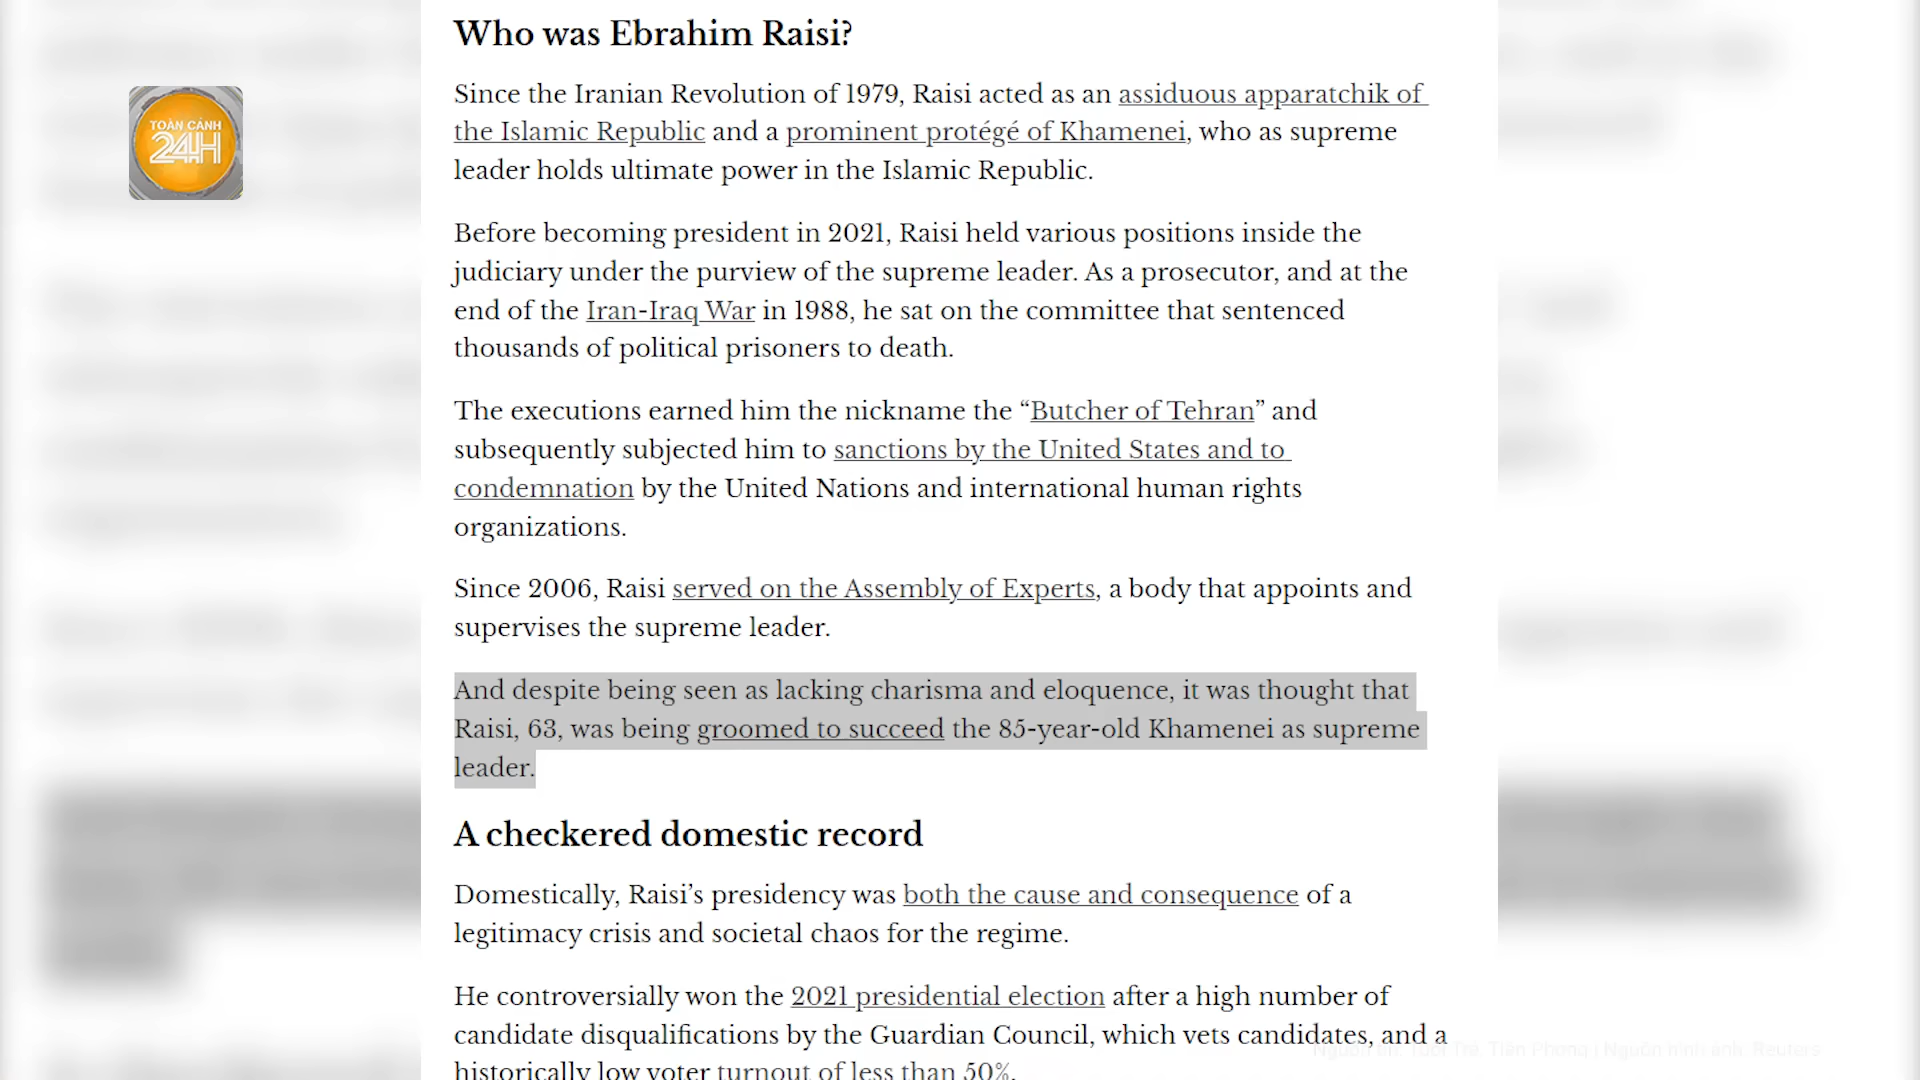 Who was Ebrahim Raisi?
TOÀN CẢNH
24H
Since the Iranian Revolution of 1979, Raisi acted as an assiduous apparatchik of
the Islamic Republic and a prominent protégé of Khamenei, who as supreme
leader holds ultimate power in the Islamic Republic.
Before becoming president in 2021, Raisi held various positions inside the
judiciary under the purview of the supreme leader. As a prosecutor, and at the
end of the Iran-Iraq War in 1988, he sat on the committee that sentenced
thousands of political prisoners to death.
The executions earned him the nickname the “Butcher of Tehran” and
subsequently subjected him to sanctions by the United States and to
condemnation by the United Nations and international human rights
organizations.
Since 2006, Raisi served on the Assembly of Experts, a body that appoints and
supervises the supreme leader.
And despite being seen as lacking charisma and eloquence, it was thought that
Raisi, 63, was being groomed to succeed the 85-year-old Khamenei as supreme
leader.
A checkered domestic record
Domestically, Raisi’s presidency was both the cause and consequence of a
legitimacy crisis and societal chaos for the regime.
He controversially won the 2021 presidential election after a high number of
candidate disqualifications by the Guardian Council, which vets candidates, and a
historically low voter turnout of less than 50%.
Trẻ, Tiền Phong | Nguồn hình ảnh: Reuters